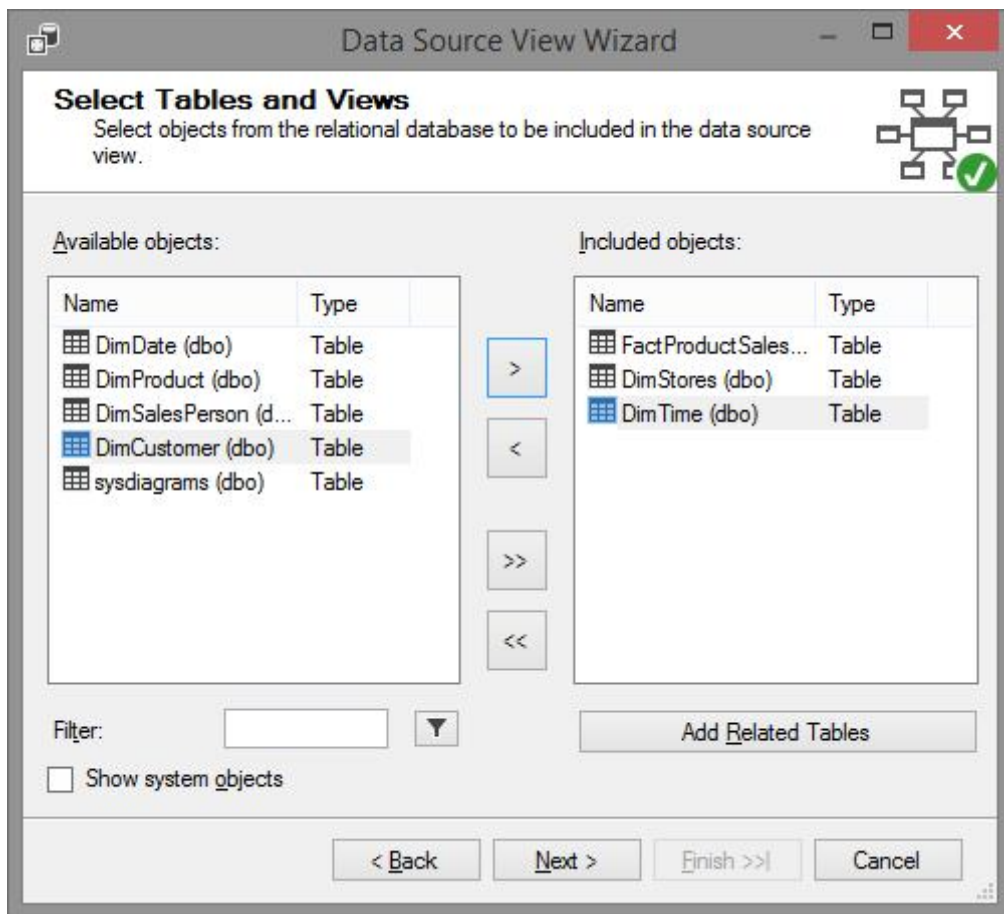 Data Source View Wizard
Select Tables and Views
Select objects from the relational database to be included in the data source
view.
Available objects:
Name Type
DimDate (dbo) Table
DimProduct (dbo) Table
DimSalesPerson (d... Table
DimCustomer (dbo) Table
sysdiagrams (dbo) Table
>
<
>>
<<
Included objects:
Name Type
FactProductSales... Table
DimStores (dbo) Table
DimTime (dbo) Table
Filter:
Add Related Tables
Show system objects
< Back Next > Finish >>| Cancel